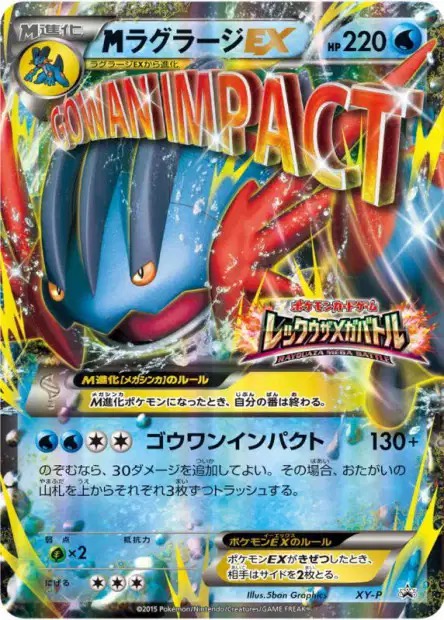 M進化
MラグラージEX
HP220
ラグラージEXから進化
GOWAN IMPACT
ポケモンカードゲーム
レックウザメガバトル
RAYQUAZA MEGA BATTLE
M進化【メガシンカ】のルール
M進化ポケモンになったとき、自分の番は終わる。
ゴウワンインパクト 130+
のぞむなら、30ダメージを追加してよい。その場合、おたがいの
山札を上からそれぞれ3枚ずつトラッシュする。
弱点 抵抗力
×2
にげる
ポケモンEXのルール
ポケモンEXがきぜつしたとき、
相手はサイドを2枚とる。
Illus.5ban Graphics XY-P
©2015 Pokémon/Nintendo/Creatures/GAME FREAK